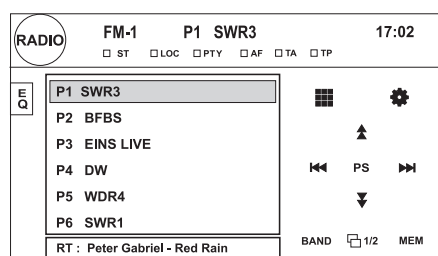 RADIO FM-1 P1 SWR3 17:02
ST LOC PTY AF TA TP
EQ
P1 SWR3
P2 BFBS
P3 EINS LIVE
P4 DW PS
P5 WDR4
P6 SWR1
RT : Peter Gabriel - Red Rain BAND 1/2 MEM